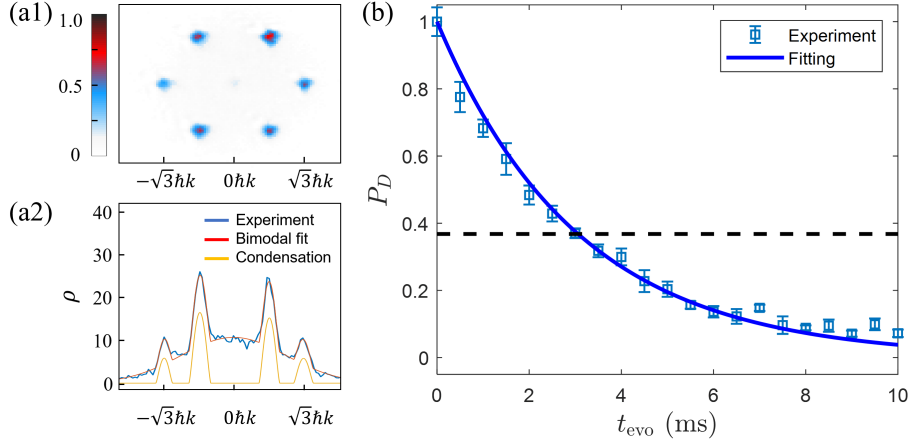 (a1)
1.0
0.5
0
−√3ħk 0ħk √3ħk
(a2)
40
30
20
10
0
ρ
Experiment
Bimodal fit
Condensation
−√3ħk 0ħk √3ħk
(b)
1
0.8
0.6
0.4
0.2
0
P_D
Experiment
Fitting
0 2 4 6 8 10
t_evo (ms)